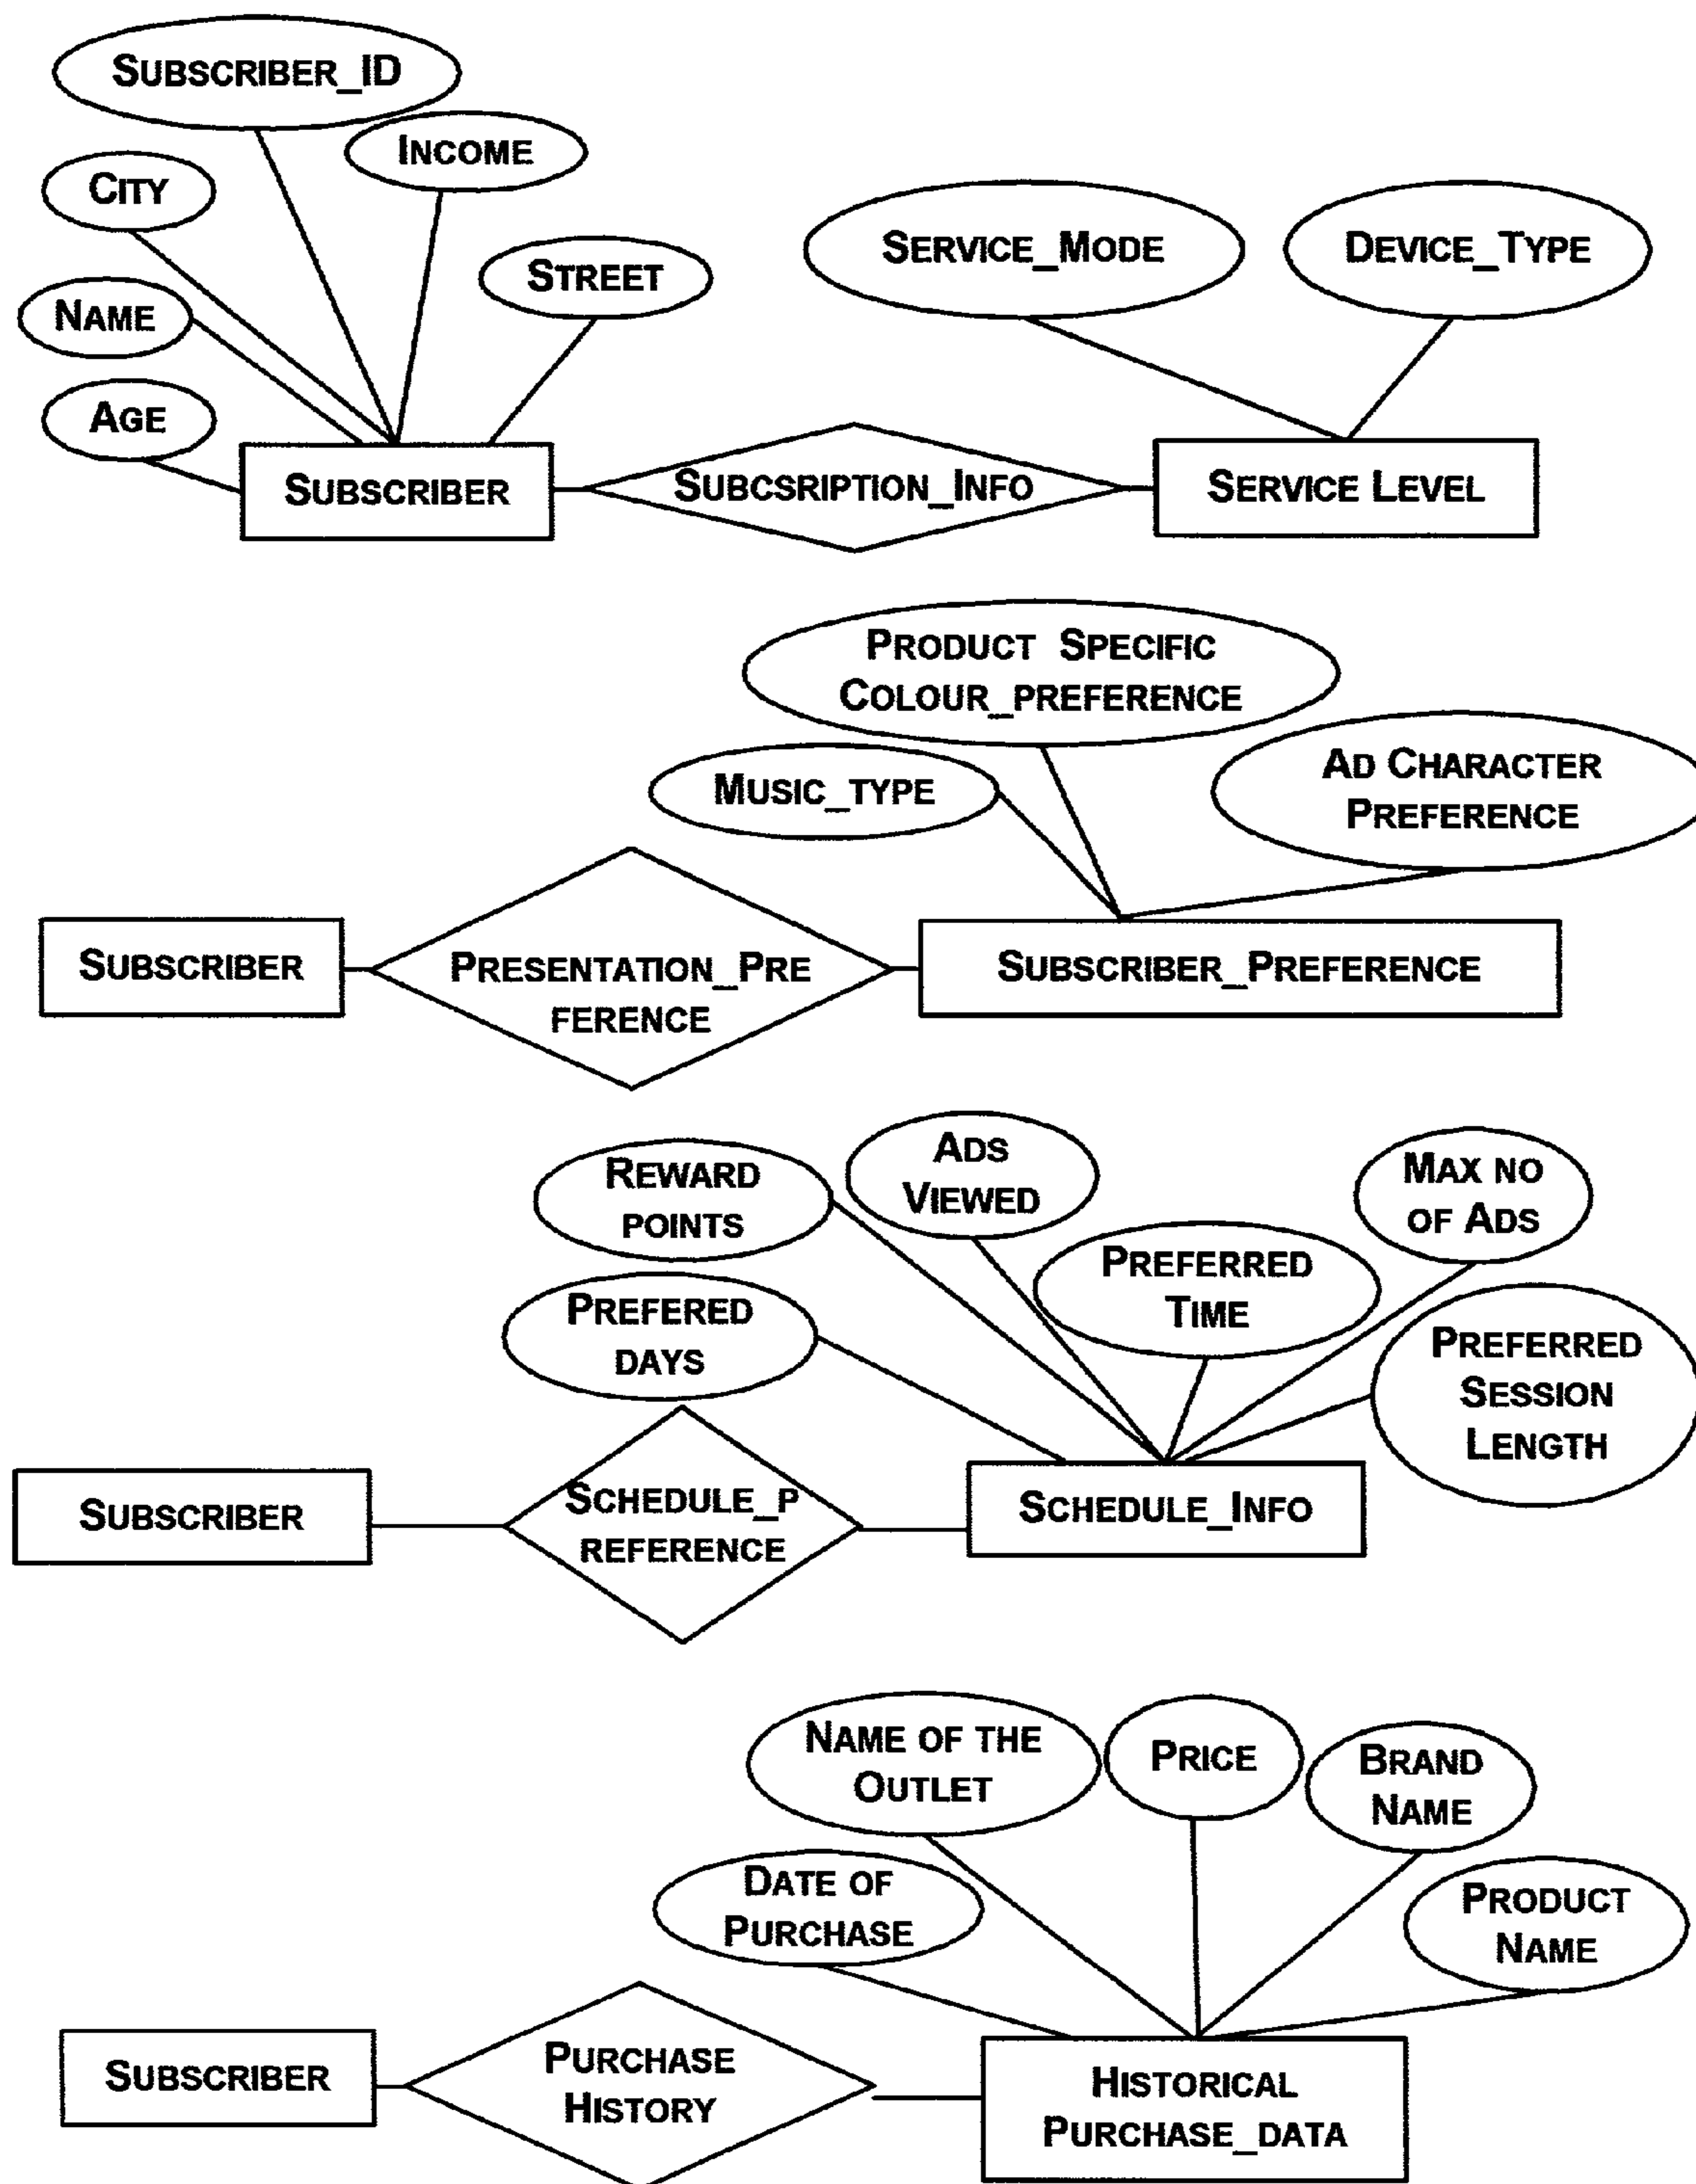 SUBSCRIBER_ID
INCOME
CITY
STREET
NAME
AGE
SERVICE_MODE
DEVICE_TYPE
SUBSCRIBER
SUBCSRIPTION_INFO
SERVICE LEVEL
PRODUCT SPECIFIC
COLOUR_PREFERENCE
MUSIC_TYPE
AD CHARACTER
PREFERENCE
SUBSCRIBER
PRESENTATION_PRE
FERENCE
SUBSCRIBER_PREFERENCE
REWARD
POINTS
ADS
VIEWED
MAX NO
OF ADS
PREFERRED
TIME
PREFERED
DAYS
PREFERRED
SESSION
LENGTH
SUBSCRIBER
SCHEDULE_P
REFERENCE
SCHEDULE_INFO
NAME OF THE
OUTLET
PRICE
BRAND
NAME
DATE OF
PURCHASE
PRODUCT
NAME
SUBSCRIBER
PURCHASE
HISTORY
HISTORICAL
PURCHASE_DATA